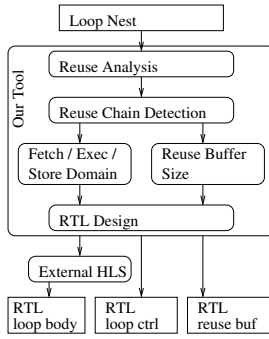 Loop Nest
Our Tool
Reuse Analysis
Reuse Chain Detection
Fetch / Exec /
Store Domain
Reuse Buffer
Size
RTL Design
External HLS
RTL
loop body
RTL
loop ctrl
RTL
reuse buf